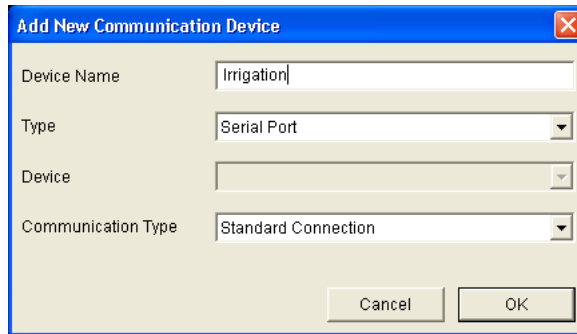 Add New Communication Device
Device Name Irrigation
Type Serial Port
Device
Communication Type Standard Connection
Cancel OK